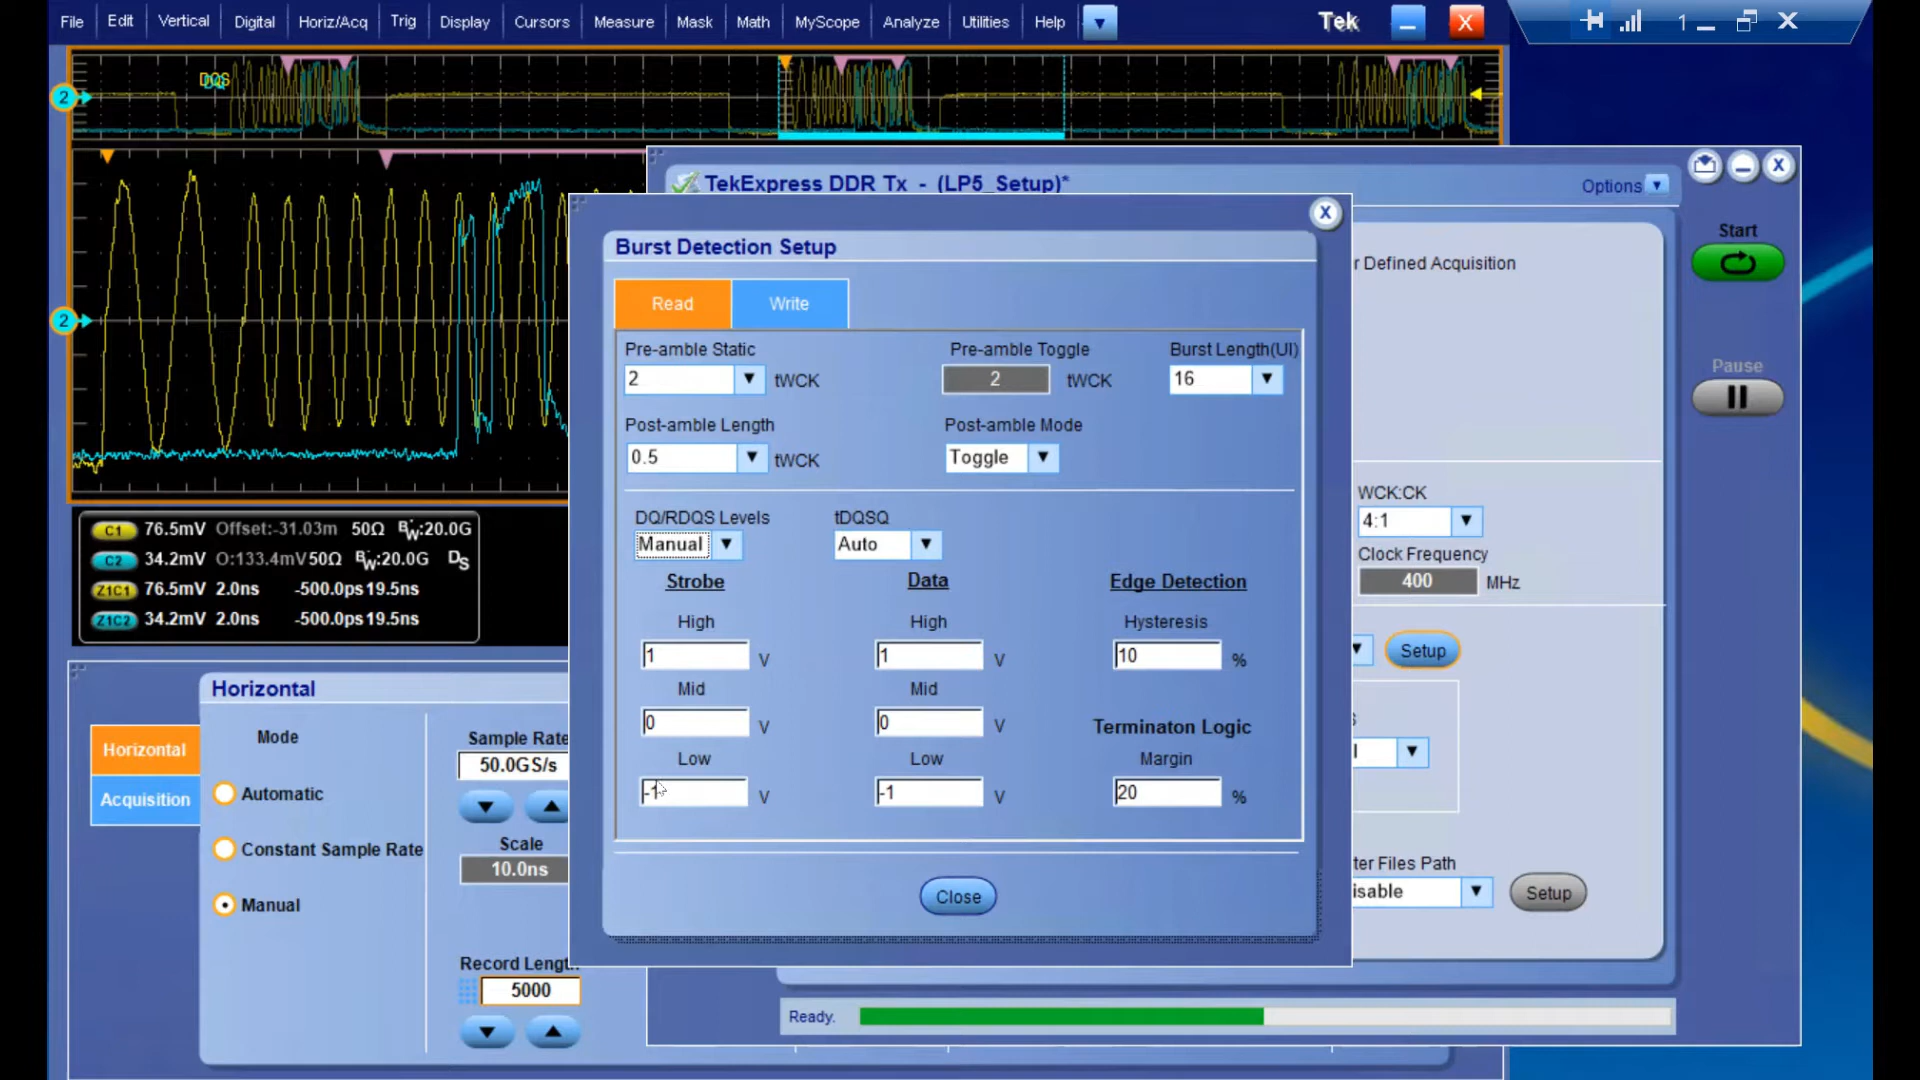 File Edit Vertical Digital Horiz/Acq Trig Display Cursors Measure Mask Math MyScope Analyze Utilities Help Tek X 1
DQS
2
2
TekExpress DDR Tx - (LP5_Setup)*
Options
X
Burst Detection Setup
X
Start
Read Write
r Defined Acquisition
Pre-amble Static Pre-amble Toggle Burst Length(UI)
2 tWCK 2 tWCK 16
Pause
Post-amble Length Post-amble Mode
0.5 tWCK Toggle
WCK:CK
4:1
DQ/RDQS Levels tDQSQ
Manual Auto
Clock Frequency
400 MHz
Strobe Data Edge Detection
High High Hysteresis
1 V 1 V 10 %
Setup
Mid Mid
0 V 0 V Terminaton Logic
Low Low Margin
-1 V -1 V 20 %
Close
ter Files Path
isable Setup
Ready.
C1 76.5mV Offset:-31.03m 50Ω BW:20.0G
C2 34.2mV O:133.4mV50Ω BW:20.0G DS
Z1C1 76.5mV 2.0ns -500.0ps 19.5ns
Z1C2 34.2mV 2.0ns -500.0ps 19.5ns
Horizontal
Horizontal
Acquisition
Mode
Automatic
Constant Sample Rate
Manual
Sample Rate
50.0GS/s
Scale
10.0ns
Record Length
5000